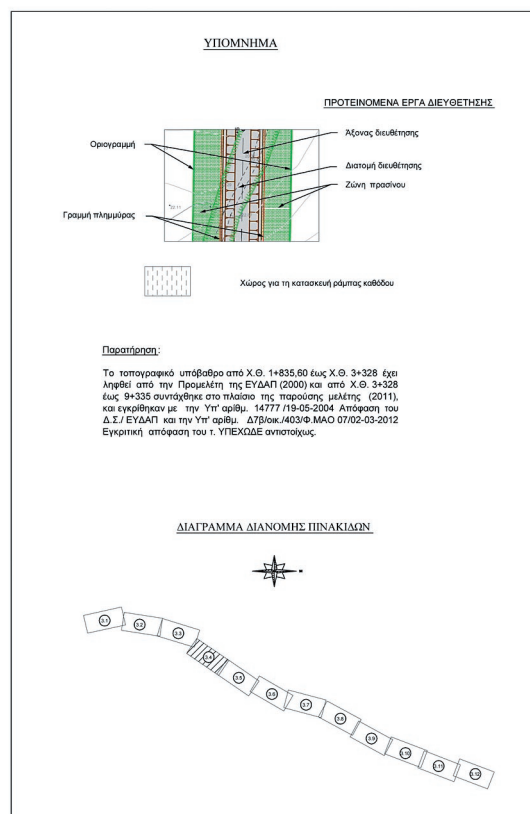 ΥΠΟΜΝΗΜΑ
ΠΡΟΤΕΙΝΟΜΕΝΑ ΕΡΓΑ ΔΙΕΥΘΕΤΗΣΗΣ
Οριογραμμή
Άξονας διευθέτησης
Διατομή διευθέτησης
Ζώνη πρασίνου
Γραμμή πλημμύρας
Χώρος για τη κατασκευή ράμπας καθόδου
Παρατήρηση :
Το τοπογραφικό υπόβαθρο από Χ.Θ. 1+835,60 έως Χ.Θ. 3+328 έχει
ληφθεί από την Προμελέτη της ΕΥΔΑΠ (2000) και από Χ.Θ. 3+328
έως 9+335 συντάχθηκε στο πλαίσιο της παρούσης μελέτης (2011),
και εγκρίθηκαν με την Υπ' αρίθμ. 14777 /19-05-2004 Απόφαση του
Δ.Σ./ ΕΥΔΑΠ και την Υπ' αρίθμ. Δ7β/οικ./403/Φ.ΜΑΟ 07/02-03-2012
Εγκριτική απόφαση του τ. ΥΠΕΧΩΔΕ αντιστοίχως.
ΔΙΑΓΡΑΜΜΑ ΔΙΑΝΟΜΗΣ ΠΙΝΑΚΙΔΩΝ
3.1
3.2
3.3
3.4
3.5
3.6
3.7
3.8
3.9
3.10
3.11
3.12